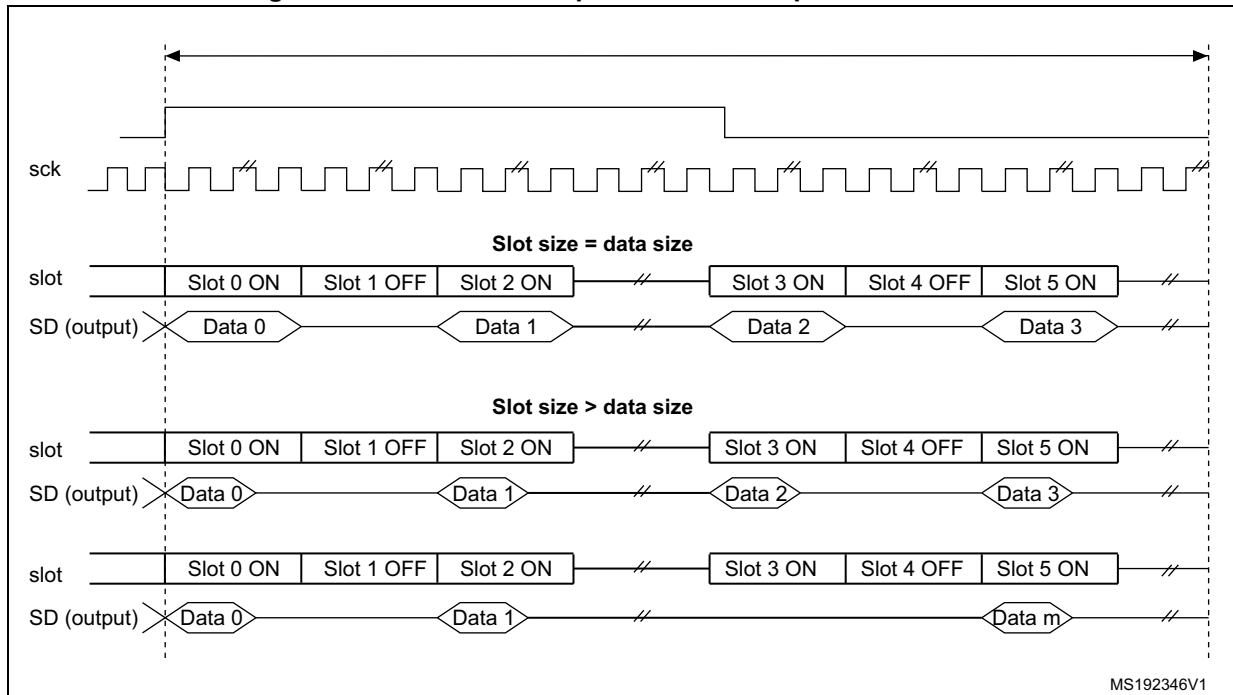 sck
Slot size = data size
slot Slot 0 ON Slot 1 OFF Slot 2 ON Slot 3 ON Slot 4 OFF Slot 5 ON
SD (output) Data 0 Data 1 Data 2 Data 3
Slot size > data size
slot Slot 0 ON Slot 1 OFF Slot 2 ON Slot 3 ON Slot 4 OFF Slot 5 ON
SD (output) Data 0 Data 1 Data 2 Data 3
slot Slot 0 ON Slot 1 OFF Slot 2 ON Slot 3 ON Slot 4 OFF Slot 5 ON
SD (output) Data 0 Data 1 Data m
MS192346V1